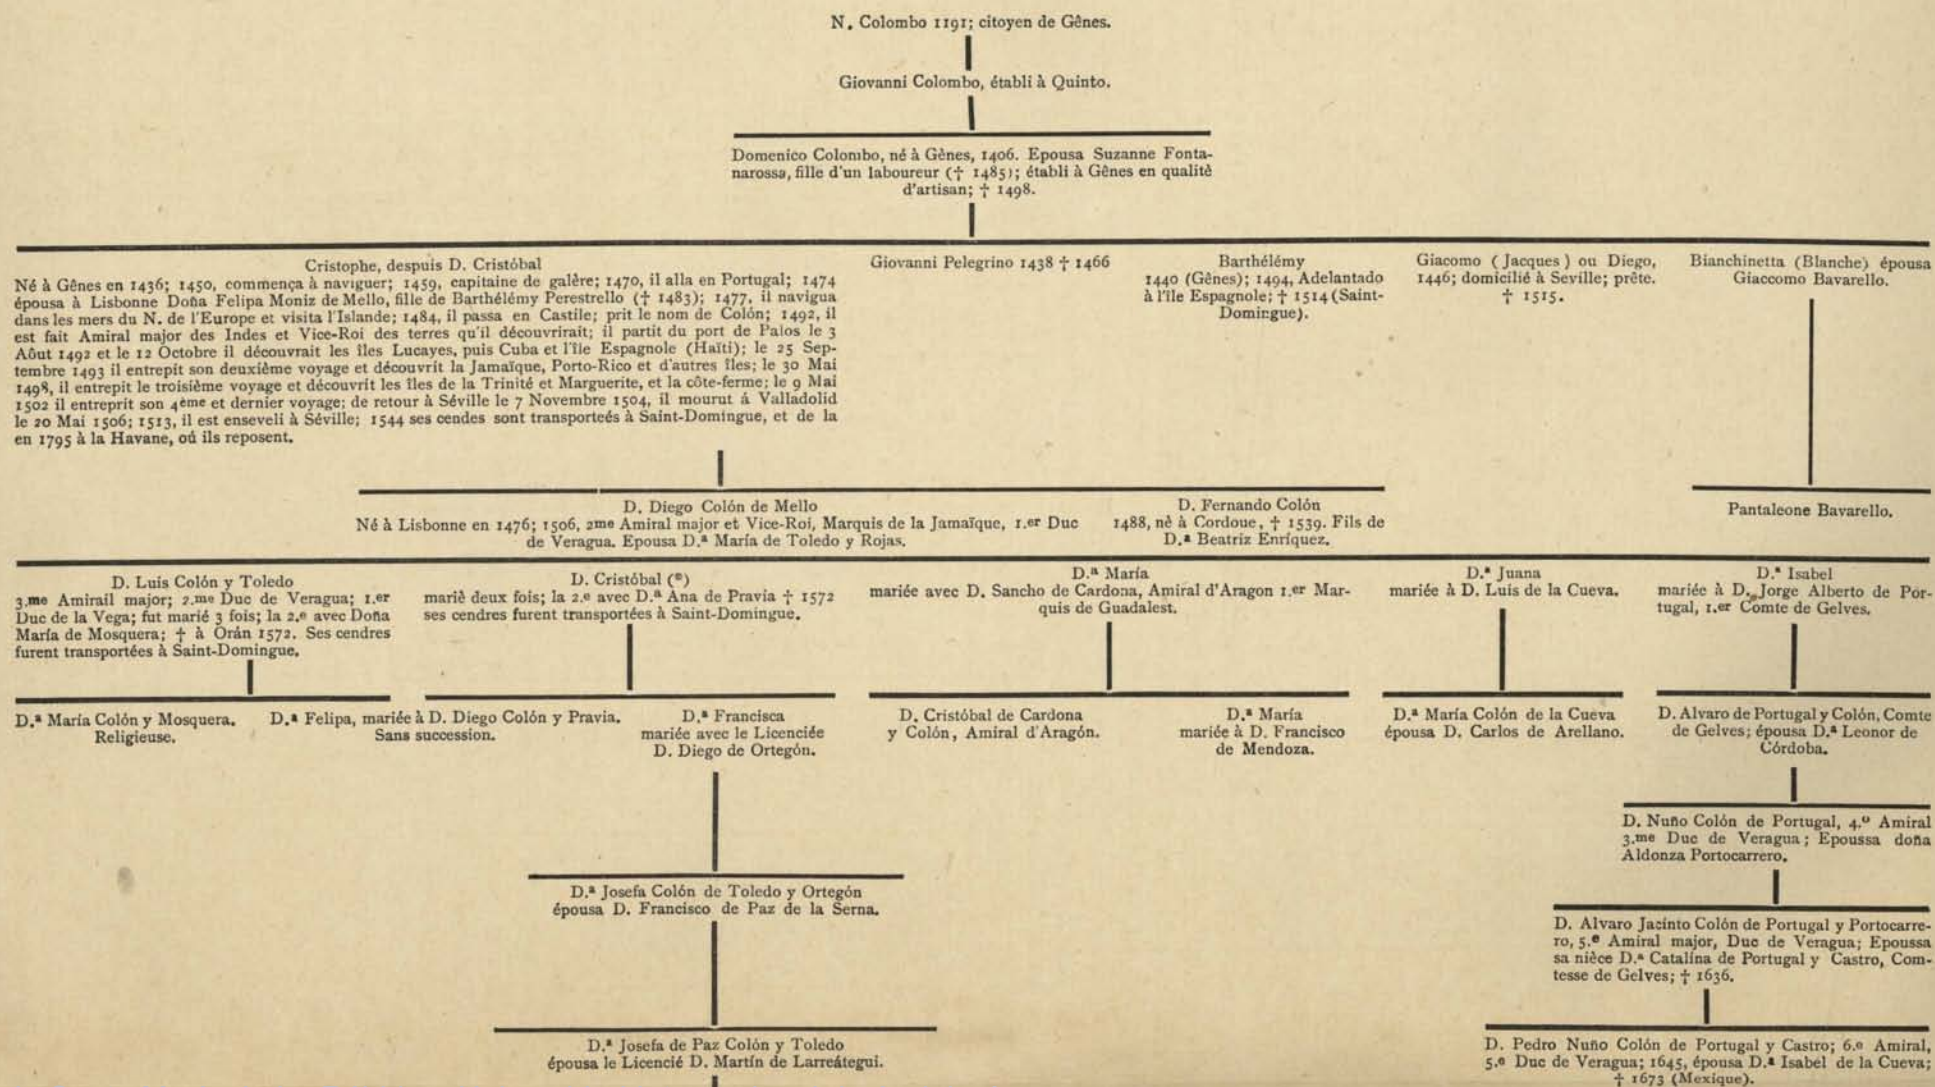 N. Colombo 1191; citoyen de Gênes.
Giovanni Colombo, établi à Quinto.
Domenico Colombo, né à Gènes, 1406. Epousa Suzanne Fonta-
narossa, fille d'un laboureur († 1485); établi à Gênes en qualitè
d'artisan; † 1498.
Cristophe, despuis D. Cristóbal
Né à Gênes en 1436; 1450, commença à naviguer; 1459, capitaine de galère; 1470, il alla en Portugal; 1474
épousa à Lisbonne Doña Felipa Moniz de Mello, fille de Barthélémy Perestrello († 1483); 1477, il navigua
dans les mers du N. de l'Europe et visita l'Islande; 1484, il passa en Castile; prit le nom de Colón; 1492, il
est fait Amiral major des Indes et Vice-Roi des terres qu'il découvrirait; il partit du port de Palos le 3
Aôut 1492 et le 12 Octobre il découvrait les îles Lucayes, puis Cuba et l'île Espagnole (Haïti); le 25 Sep-
tembre 1493 il entrepit son deuxième voyage et découvrit la Jamaïque, Porto-Rico et d'autres îles; le 30 Mai
1498, il entrepit le troisième voyage et découvrit les îles de la Trinité et Marguerite, et la côte-ferme; le 9 Mai
1502 il entreprit son 4ème et dernier voyage; de retour à Séville le 7 Novembre 1504, il mourut á Valladolid
le 20 Mai 1506; 1513, il est enseveli à Séville; 1544 ses cendes sont transporteés à Saint-Domingue, et de la
en 1795 à la Havane, oú ils reposent.
Giovanni Pelegrino 1438 † 1466
Barthélémy
1440 (Gênes); 1494, Adelantado
à l'île Espagnole; † 1514 (Saint-
Domingue).
Giacomo (Jacques) ou Diego,
1446; domicilié à Seville; prête.
† 1515.
Bianchinetta (Blanche) épousa
Giaccomo Bavarello.
D. Diego Colón de Mello
Né à Lisbonne en 1476; 1506, 2me Amiral major et Vice-Roi, Marquis de la Jamaïque, 1.er Duc
de Veragua. Epousa D.ª María de Toledo y Rojas.
D. Fernando Colón
1488, nè à Cordoue, † 1539. Fils de
D.ª Beatriz Enríquez.
Pantaleone Bavarello.
D. Luis Colón y Toledo
3.me Amirail major; 2.me Duc de Veragua; 1.er
Duc de la Vega; fut marié 3 fois; la 2.e avec Doña
María de Mosquera; † à Orán 1572. Ses cendres
furent transportées à Saint-Domingue.
D. Cristóbal (*)
mariè deux fois; la 2.e avec D.ª Ana de Pravia † 1572
ses cendres furent transportées à Saint-Domingue.
D.ª María
mariée avec D. Sancho de Cardona, Amiral d'Aragon 1.er Mar-
quis de Guadalest.
D.ª Juana
mariée à D. Luis de la Cueva.
D.ª Isabel
mariée à D. Jorge Alberto de Por-
tugal, 1.er Comte de Gelves.
D.ª María Colón y Mosquera.
Religieuse.
D.ª Felipa, mariée à D. Diego Colón y Pravia.
Sans succession.
D.ª Francisca
mariée avec le Licenciée
D. Diego de Ortegón.
D. Cristóbal de Cardona
y Colón, Amiral d'Aragón.
D.ª María
mariée à D. Francisco
de Mendoza.
D.ª María Colón de la Cueva
épousa D. Carlos de Arellano.
D. Alvaro de Portugal y Colón, Comte
de Gelves; épousa D.ª Leonor de
Córdoba.
D. Nuño Colón de Portugal, 4.º Amiral
3.me Duc de Veragua; Epoussa doña
Aldonza Portocarrero.
D.ª Josefa Colón de Toledo y Ortegón
épousa D. Francisco de Paz de la Serna.
D. Alvaro Jacinto Colón de Portugal y Portocarre-
ro, 5.e Amiral major, Duc de Veragua; Epoussa
sa nièce D.ª Catalina de Portugal y Castro, Com-
tesse de Gelves; † 1636.
D.ª Josefa de Paz Colón y Toledo
épousa le Licencié D. Martín de Larreátegui.
D. Pedro Nuño Colón de Portugal y Castro; 6.º Amiral,
5.º Duc de Veragua; 1645, épousa D.ª Isabel de la Cueva;
† 1673 (Mexique).